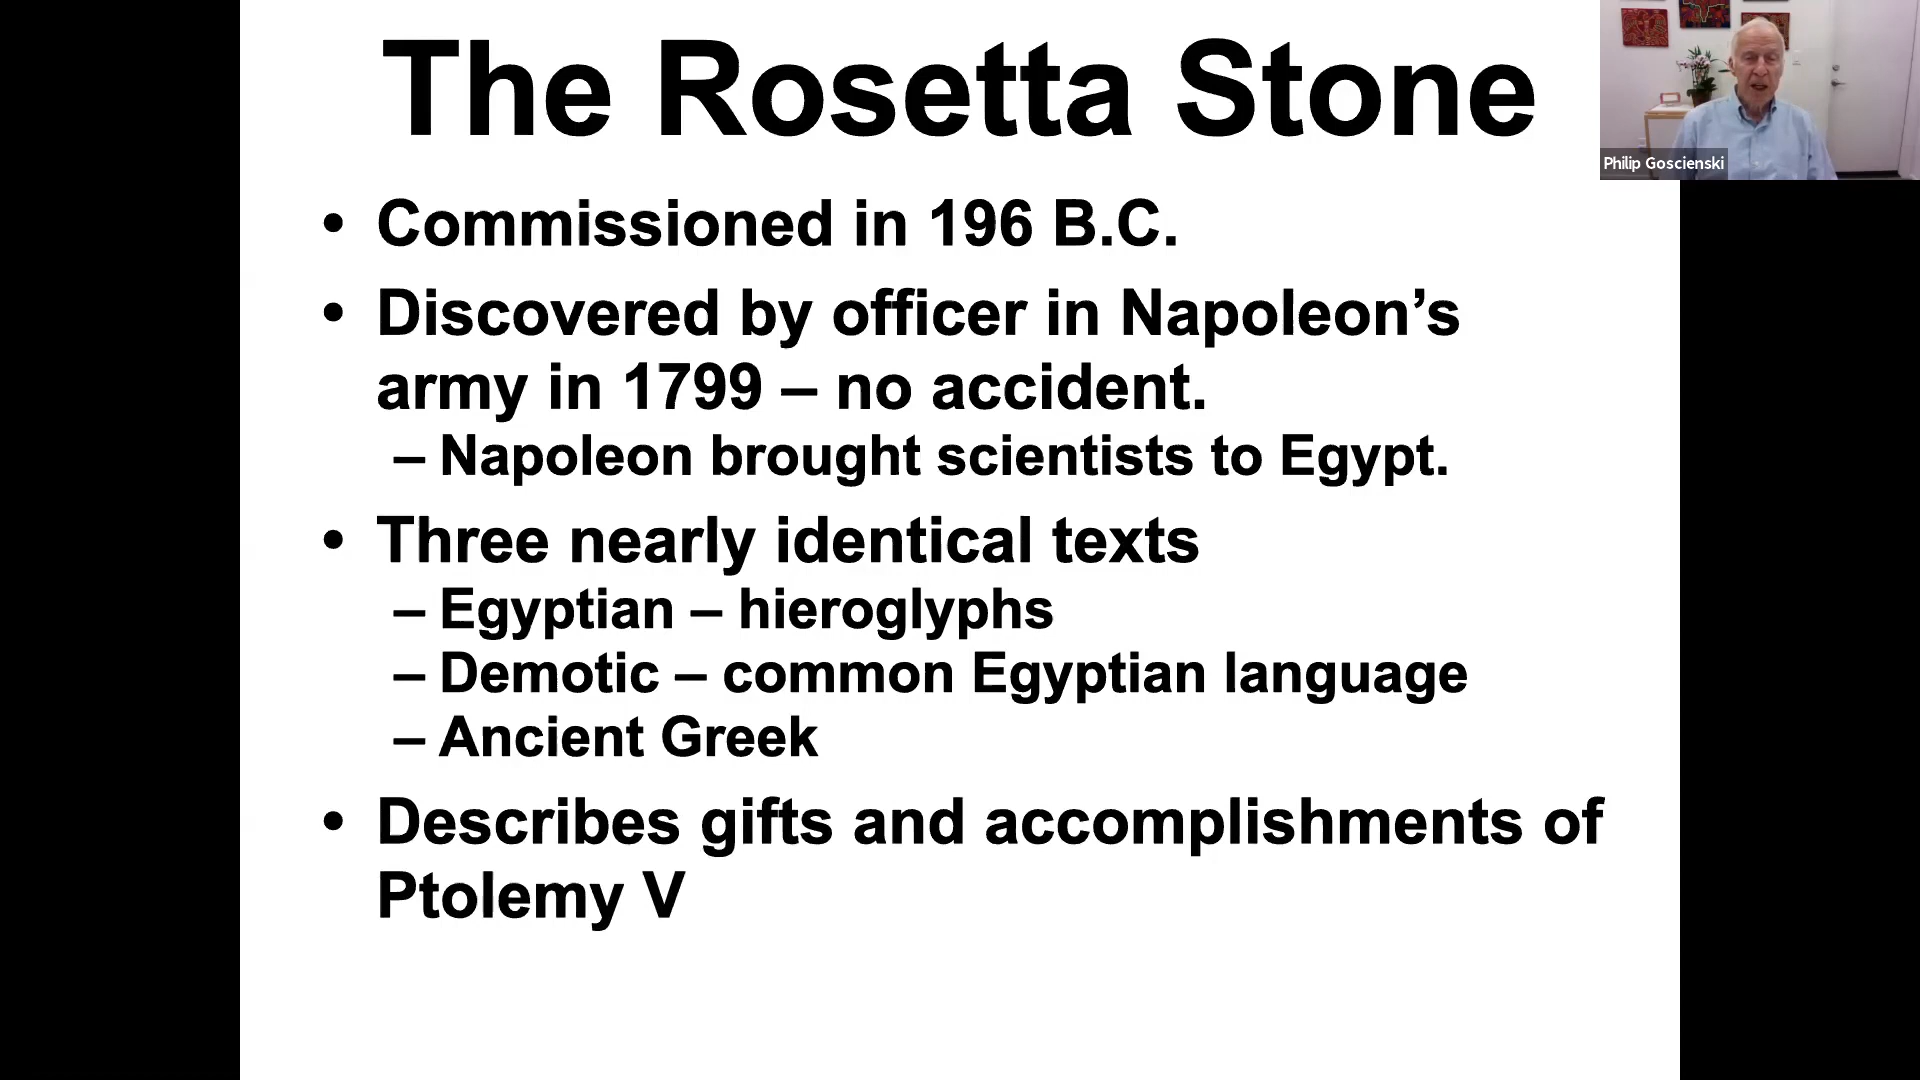 The Rosetta Stone
Philip Goscienski
• Commissioned in 196 B.C.
• Discovered by officer in Napoleon’s
army in 1799 – no accident.
– Napoleon brought scientists to Egypt.
• Three nearly identical texts
– Egyptian – hieroglyphs
– Demotic – common Egyptian language
– Ancient Greek
• Describes gifts and accomplishments of
Ptolemy V